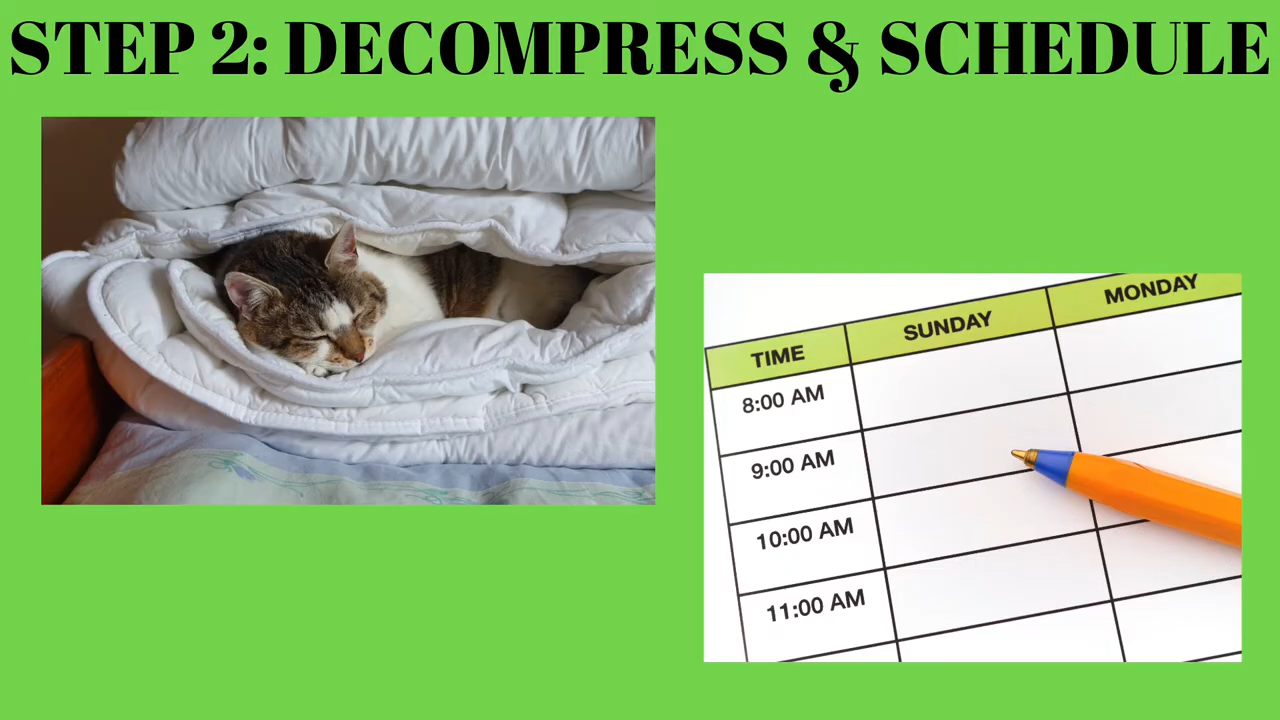 STEP 2: DECOMPRESS & SCHEDULE
TIME SUNDAY MONDAY
8:00 AM
9:00 AM
10:00 AM
11:00 AM